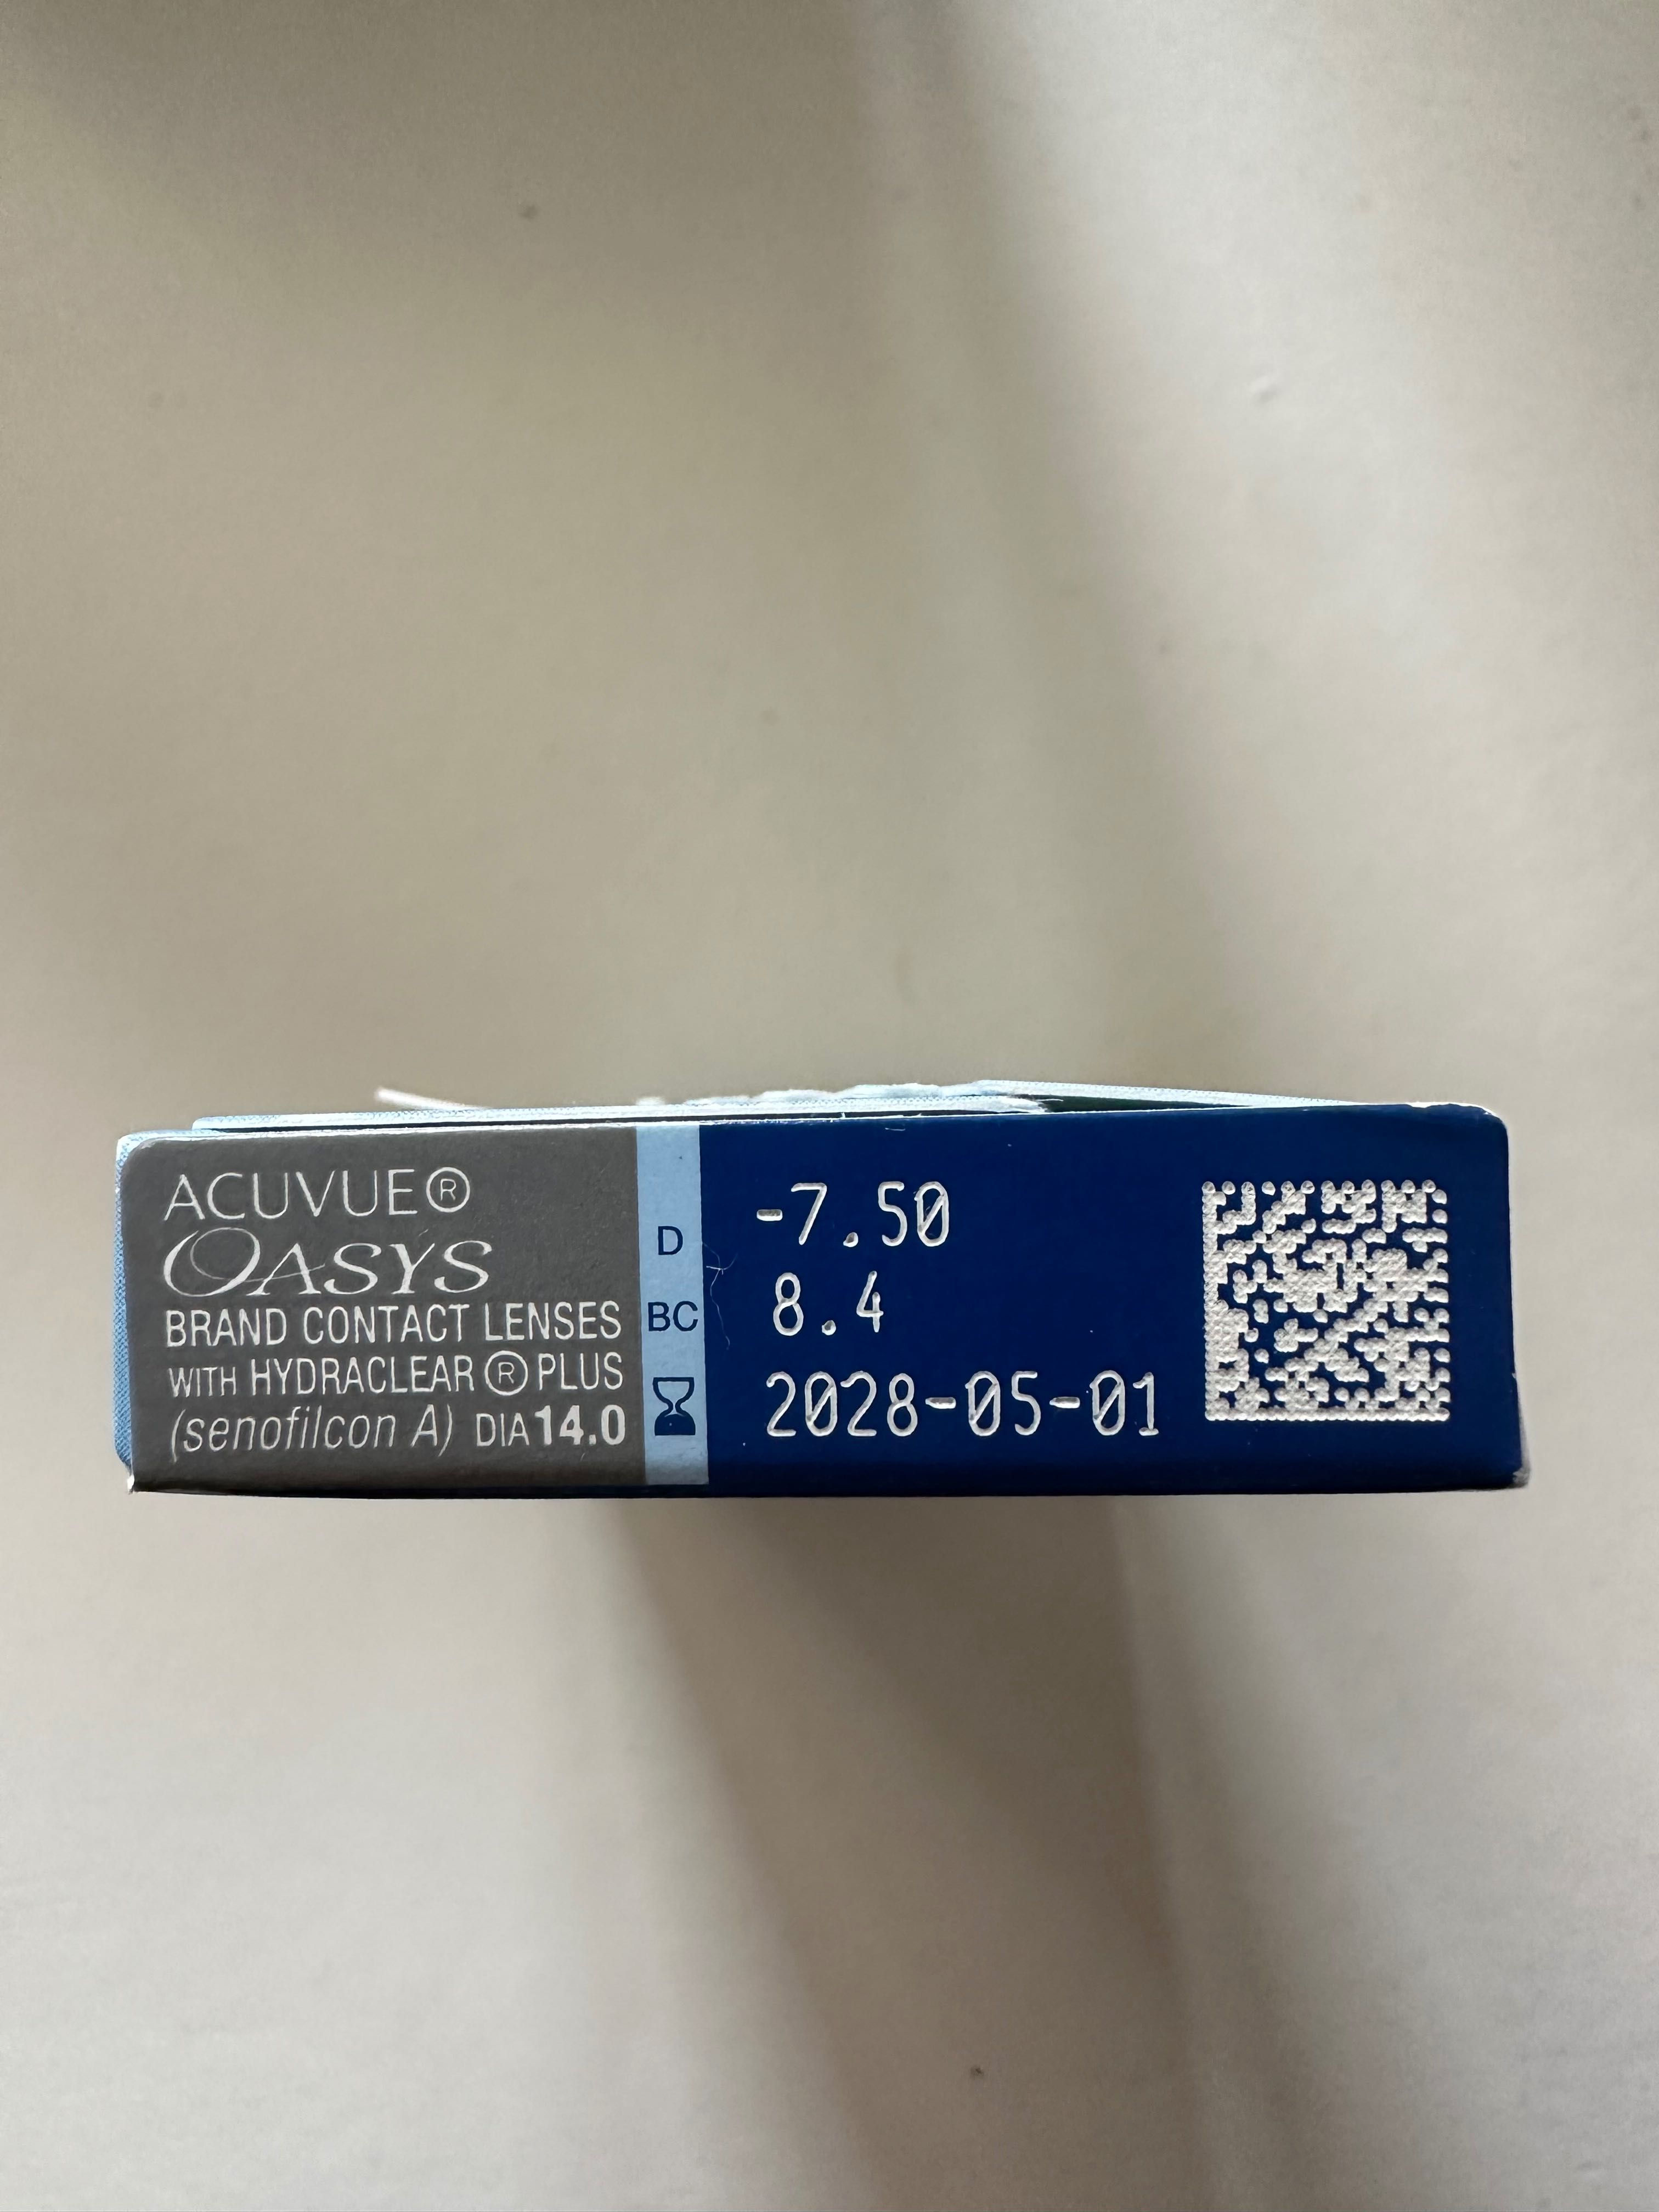 ACUVUE®
OASYS
BRAND CONTACT LENSES
WITH HYDRACLEAR® PLUS
(senofilcon A) DIA 14.0
D -7.50
BC 8.4
2028-05-01